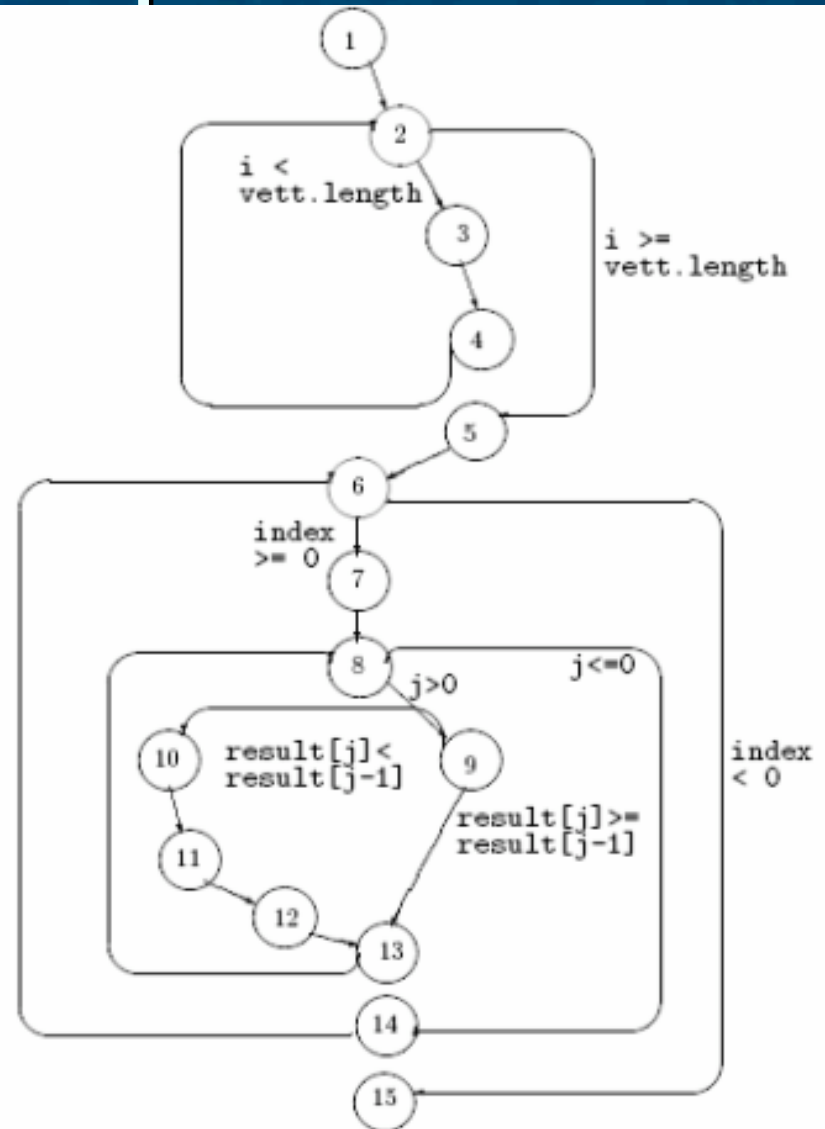 1
2
i <
vett.length
3
i >=
vett.length
4
5
6
index
>= 0
7
8
j<=0
j>0
10
result[j]<
result[j-1]
9
index
< 0
result[j]>=
result[j-1]
11
12
13
14
15